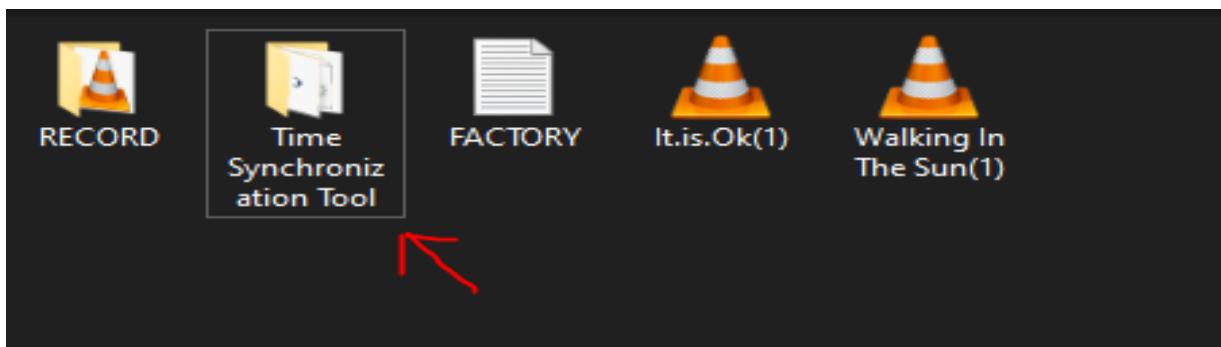 RECORD
Time
Synchroniz
ation Tool
FACTORY
It.is.Ok(1)
Walking In
The Sun(1)